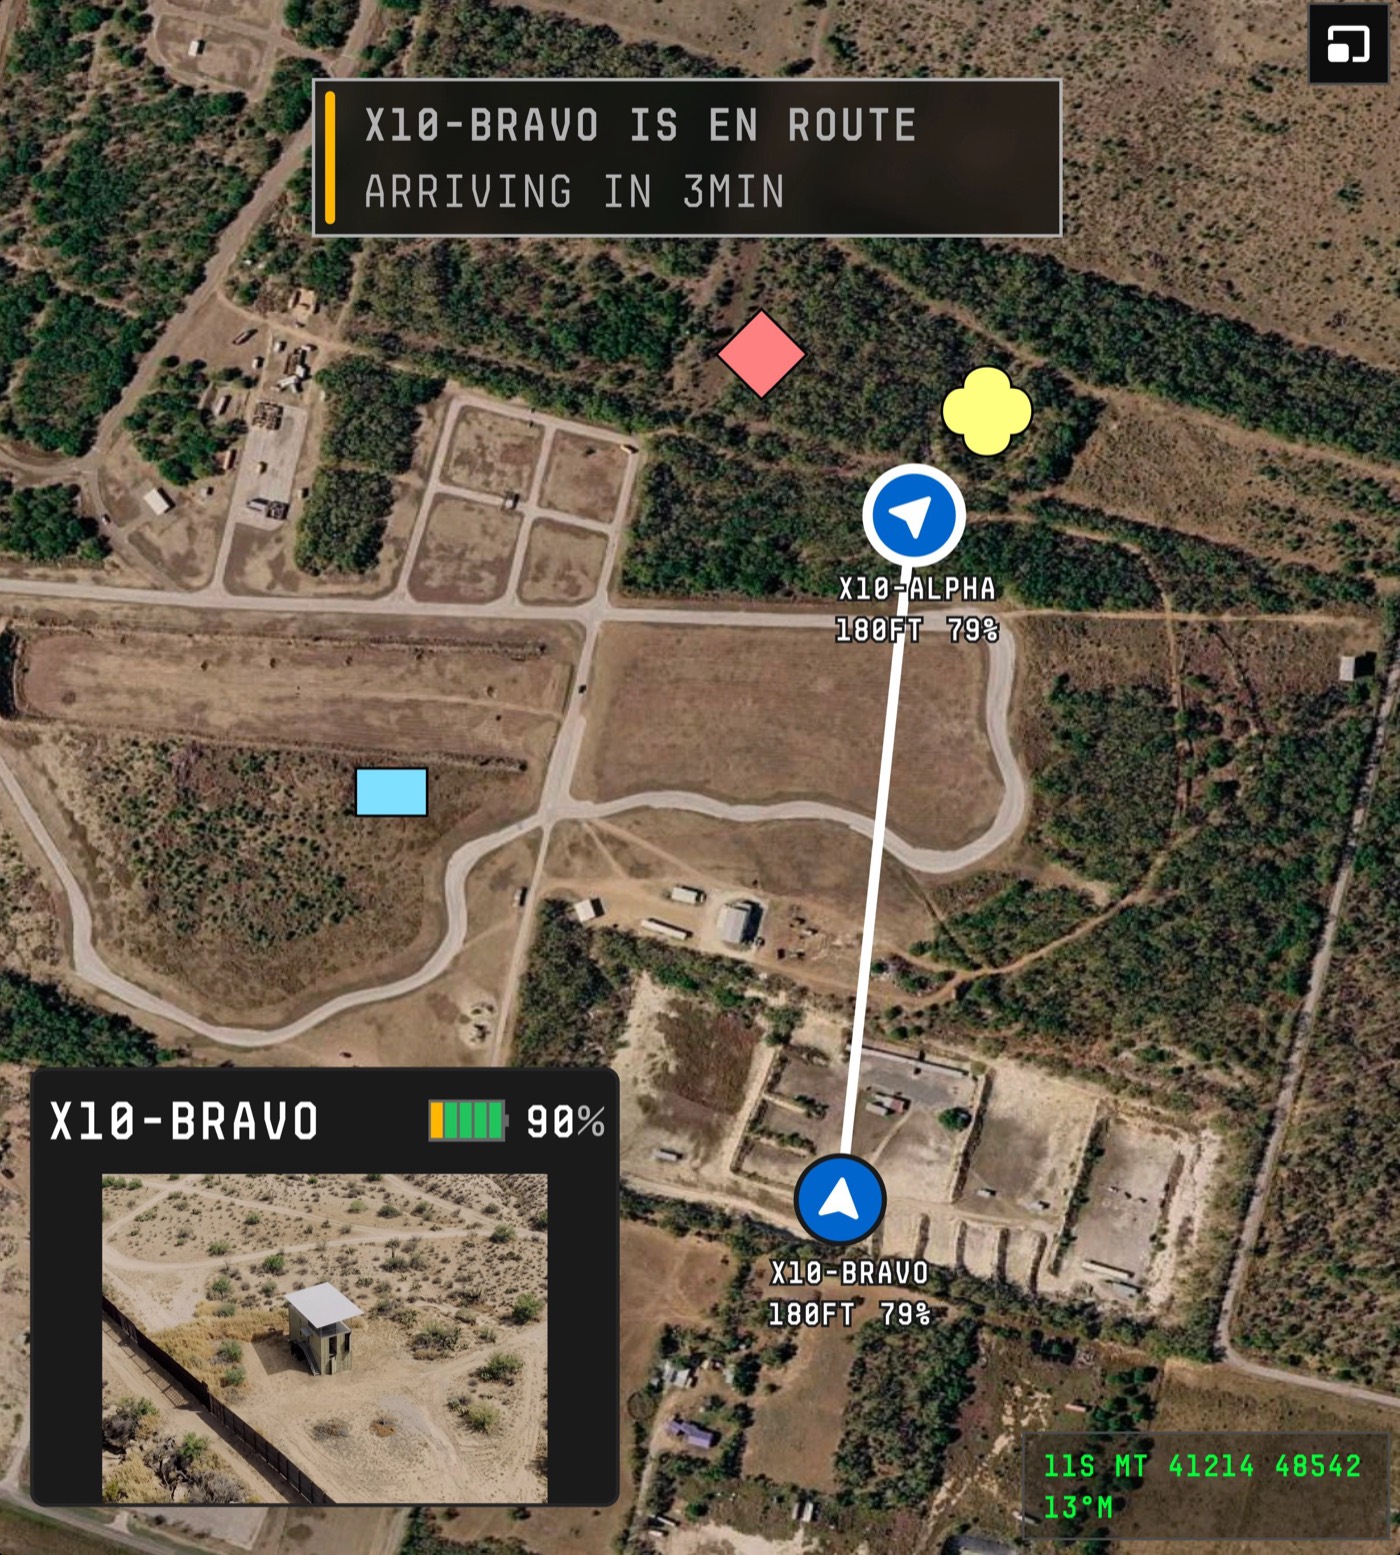 X10-BRAVO IS EN ROUTE
ARRIVING IN 3MIN
X10-ALPHA
180FT 79%
X10-BRAVO
90%
X10-BRAVO
180FT 79%
11S MT 41214 48542
13°M